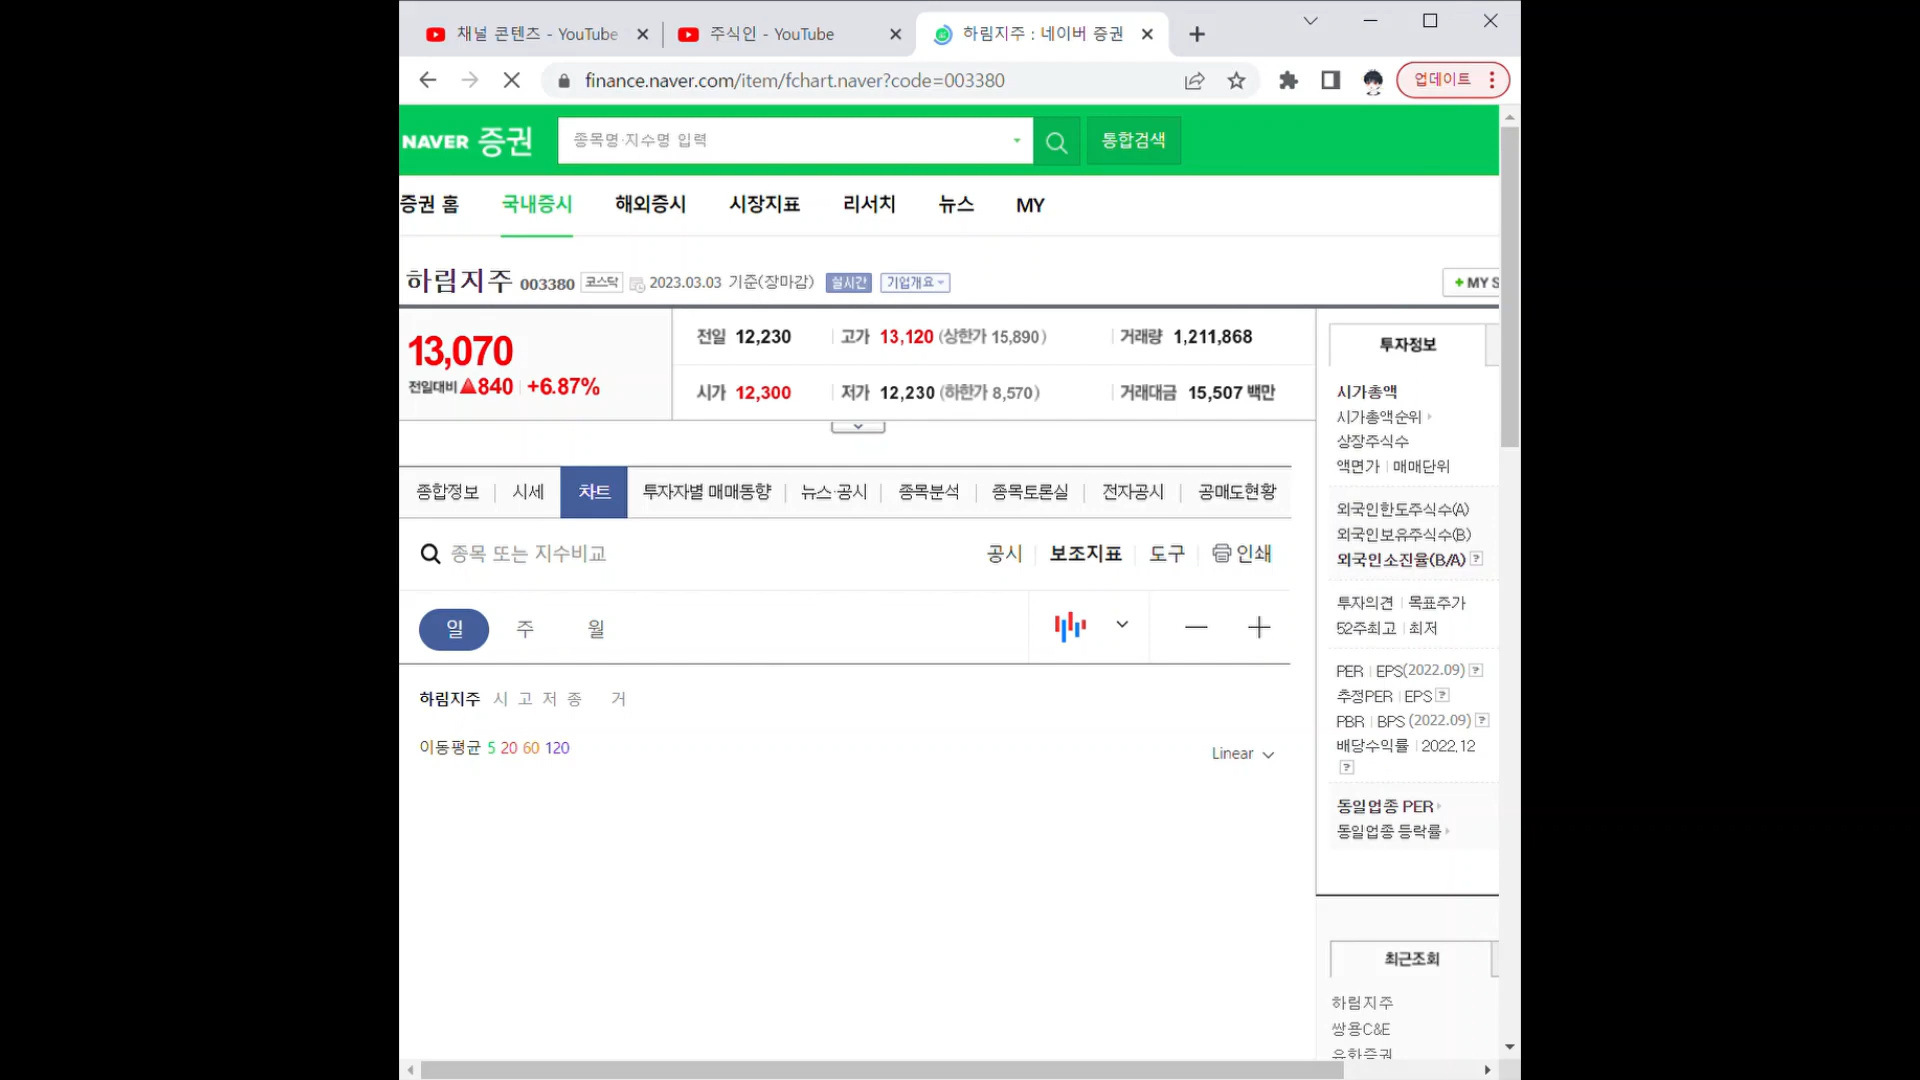 채널 콘텐츠 - YouTube
주식인 - YouTube
하림지주 : 네이버 증권
finance.naver.com/item/fchart.naver?code=003380
업데이트
NAVER 증권
종목명·지수명 입력
통합검색
증권 홈 국내증시 해외증시 시장지표 리서치 뉴스 MY
하림지주 003380 코스닥 2023.03.03 기준(장마감) 실시간 기업개요
+ MY S
13,070
전일대비 ▲840 +6.87%
전일 12,230 고가 13,120 (상한가 15,890) 거래량 1,211,868
시가 12,300 저가 12,230 (하한가 8,570) 거래대금 15,507 백만
종합정보 시세 차트 투자자별 매매동향 뉴스·공시 종목분석 종목토론실 전자공시 공매도현황
종목 또는 지수비교
공시 보조지표 도구 인쇄
일 주 월
하림지주 시 고 저 종 거
이동평균 5 20 60 120
Linear
투자정보
시가총액
시가총액순위
상장주식수
액면가 | 매매단위
외국인한도주식수(A)
외국인보유주식수(B)
외국인소진율(B/A) ?
투자의견 | 목표주가
52주최고 | 최저
PER | EPS(2022.09) ?
추정PER | EPS ?
PBR | BPS (2022.09) ?
배당수익률 | 2022.12
?
동일업종 PER
동일업종 등락률
최근조회
하림지주
쌍용C&E
유화증권